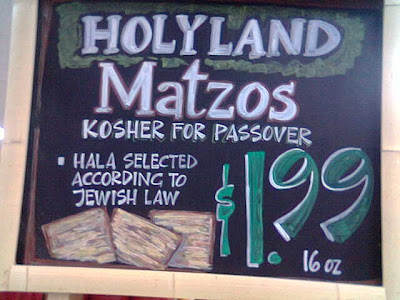 HOLYLAND
Matzos
KOSHER FOR PASSOVER
▪ HALA SELECTED
ACCORDING TO
JEWISH LAW
$1.99
16 oz